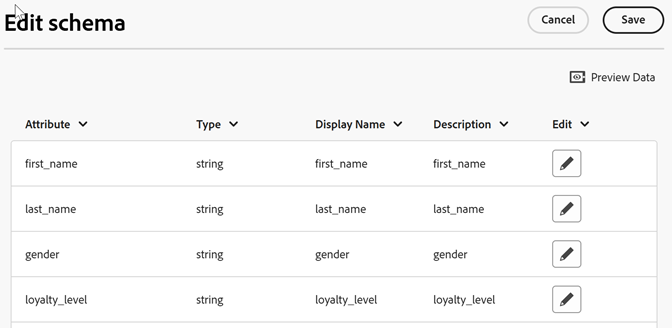 Edit schema
Cancel
Save
Preview Data
Attribute Type Display Name Description Edit
first_name string first_name first_name
last_name string last_name last_name
gender string gender gender
loyalty_level string loyalty_level loyalty_level